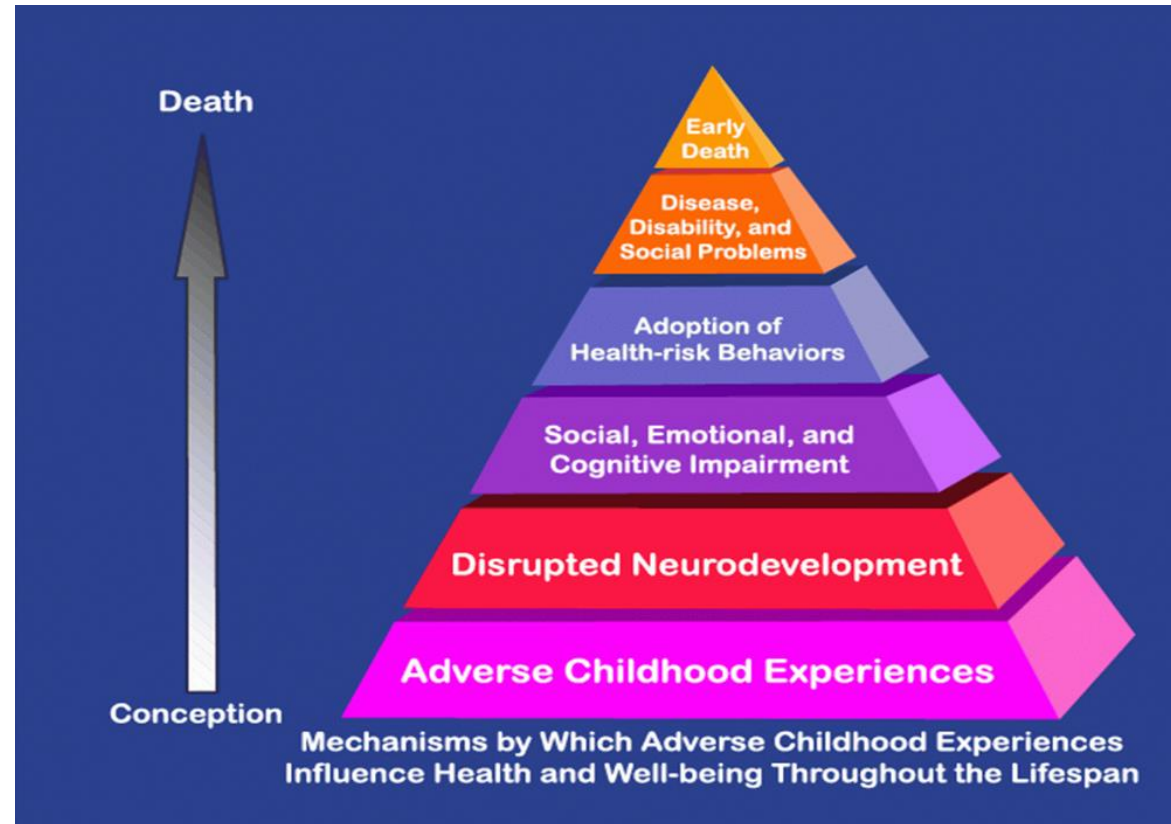 Death
Early
Death
Disease,
Disability, and
Social Problems
Adoption of
Health-risk Behaviors
Social, Emotional, and
Cognitive Impairment
Disrupted Neurodevelopment
Adverse Childhood Experiences
Conception
Mechanisms by Which Adverse Childhood Experiences
Influence Health and Well-being Throughout the Lifespan